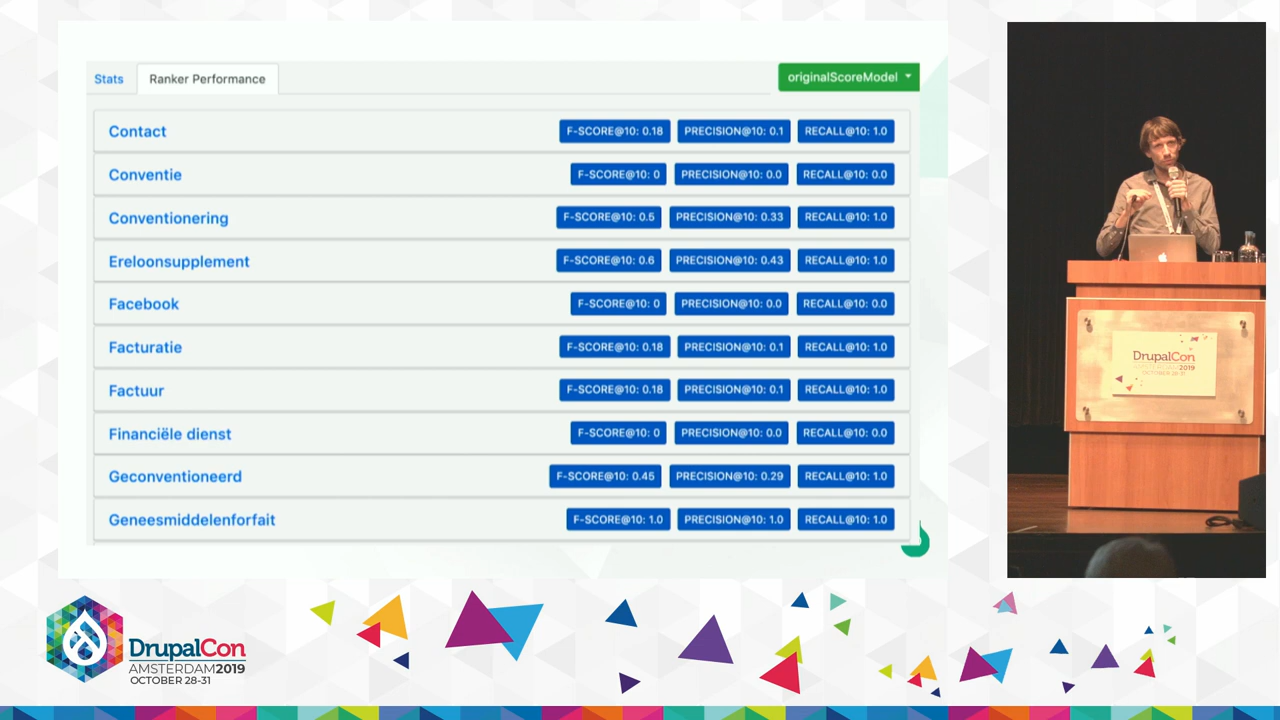 Stats
Ranker Performance
originalScoreModel
Contact F-SCORE@10: 0.18 PRECISION@10: 0.1 RECALL@10: 1.0
Conventie F-SCORE@10: 0 PRECISION@10: 0.0 RECALL@10: 0.0
Conventionering F-SCORE@10: 0.5 PRECISION@10: 0.33 RECALL@10: 1.0
Ereloonsupplement F-SCORE@10: 0.6 PRECISION@10: 0.43 RECALL@10: 1.0
Facebook F-SCORE@10: 0 PRECISION@10: 0.0 RECALL@10: 0.0
Facturatie F-SCORE@10: 0.18 PRECISION@10: 0.1 RECALL@10: 1.0
Factuur F-SCORE@10: 0.18 PRECISION@10: 0.1 RECALL@10: 1.0
Financiële dienst F-SCORE@10: 0 PRECISION@10: 0.0 RECALL@10: 0.0
Geconventioneerd F-SCORE@10: 0.45 PRECISION@10: 0.29 RECALL@10: 1.0
Geneesmiddelenforfait F-SCORE@10: 1.0 PRECISION@10: 1.0 RECALL@10: 1.0
DrupalCon
AMSTERDAM 2019
OCTOBER 28-31
DrupalCon
AMSTERDAM2019
OCTOBER 28-31